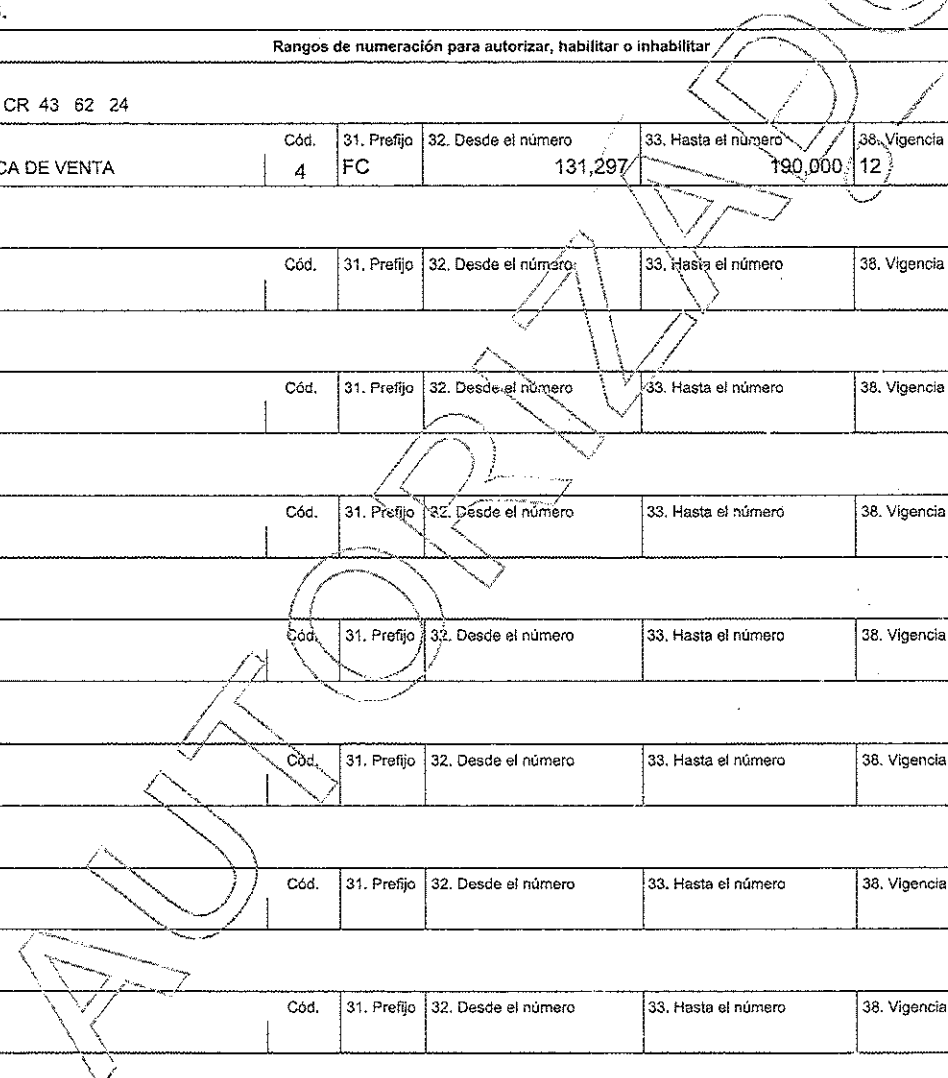 Rangos de numeración para autorizar, habilitar o inhabilitar
CR 43 62 24
Cód. 31. Prefijo 32. Desde el número 33. Hasta el número 38. Vigencia
CA DE VENTA 4 FC 131,297 190,000 12
Cód. 31. Prefijo 32. Desde el número 33. Hasta el número 38. Vigencia
Cód. 31. Prefijo 32. Desde el número 33. Hasta el número 38. Vigencia
Cód. 31. Prefijo 32. Desde el número 33. Hasta el número 38. Vigencia
Cód. 31. Prefijo 32. Desde el número 33. Hasta el número 38. Vigencia
Cód. 31. Prefijo 32. Desde el número 33. Hasta el número 38. Vigencia
Cód. 31. Prefijo 32. Desde el número 33. Hasta el número 38. Vigencia
Cód. 31. Prefijo 32. Desde el número 33. Hasta el número 38. Vigencia
AUTORIZADO